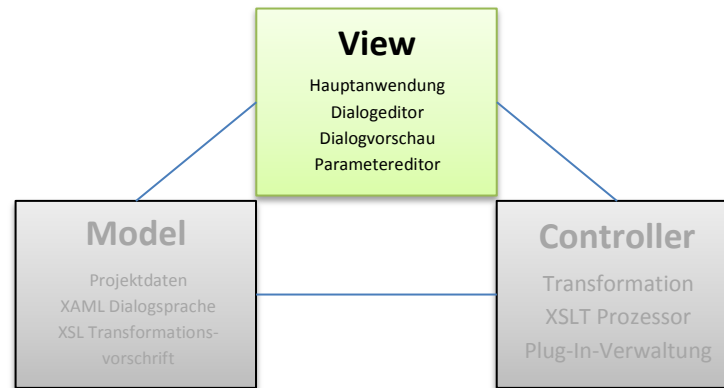 View
Hauptanwendung
Dialogeditor
Dialogvorschau
Parametereditor
Model
Projektdaten
XAML Dialogsprache
XSL Transformations-
vorschrift
Controller
Transformation
XSLT Prozessor
Plug-In-Verwaltung